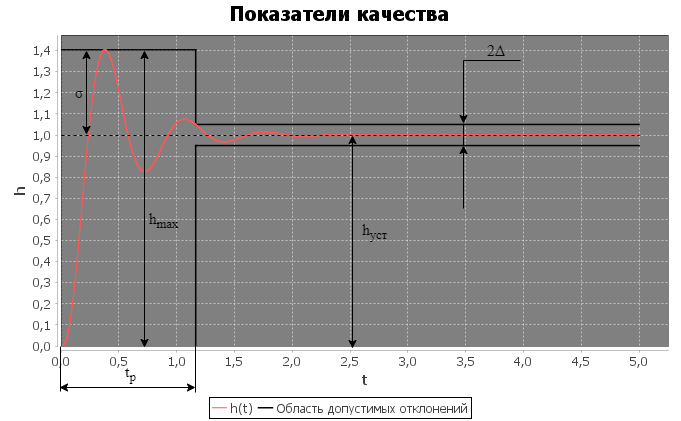 Показатели качества
1,4
1,3
1,2
1,1
1,0
0,9
0,8
0,7
0,6
0,5
0,4
0,3
0,2
0,1
0,0
h
σ
hmax
hуст
2Δ
0,0 0,5 1,0 1,5 2,0 2,5 3,0 3,5 4,0 4,5 5,0
tp
t
h(t) Область допустимых отклонений